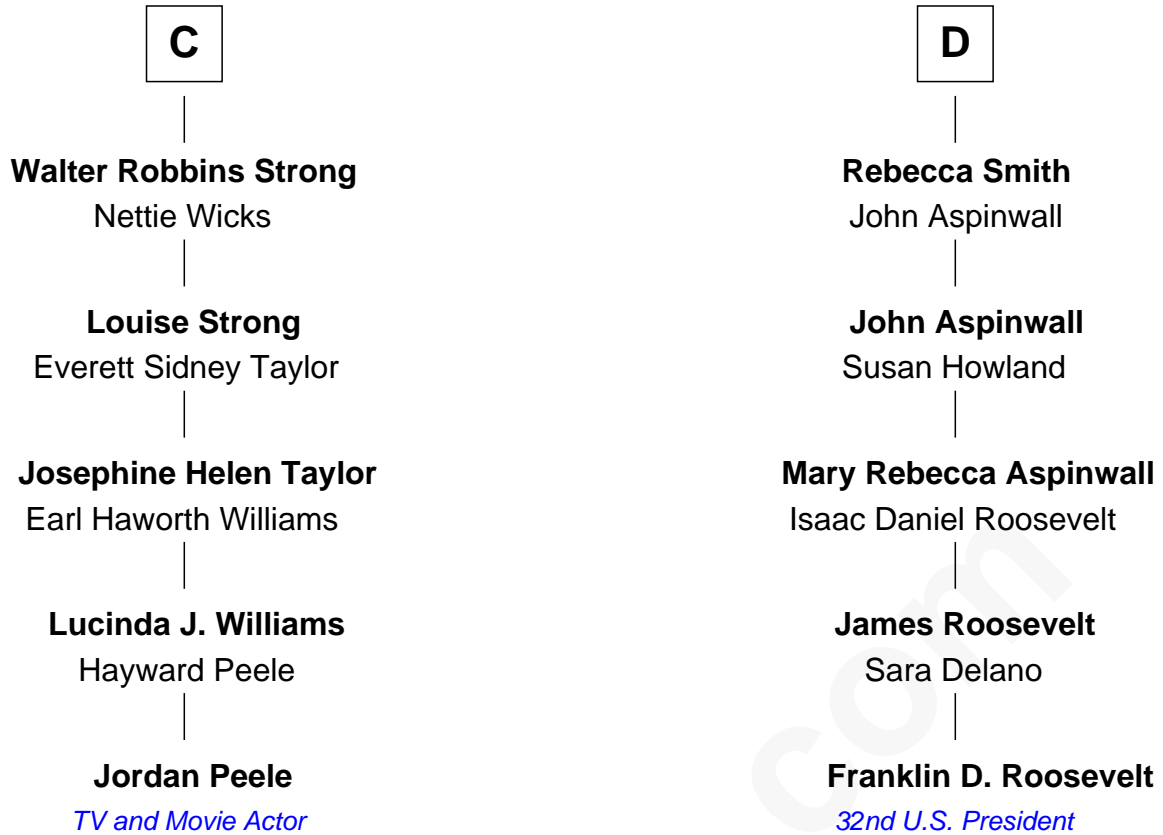 C
Walter Robbins Strong
Nettie Wicks
Louise Strong
Everett Sidney Taylor
Josephine Helen Taylor
Earl Haworth Williams
Lucinda J. Williams
Hayward Peele
Jordan Peele
TV and Movie Actor
D
Rebecca Smith
John Aspinwall
John Aspinwall
Susan Howland
Mary Rebecca Aspinwall
Isaac Daniel Roosevelt
James Roosevelt
Sara Delano
Franklin D. Roosevelt
32nd U.S. President
com